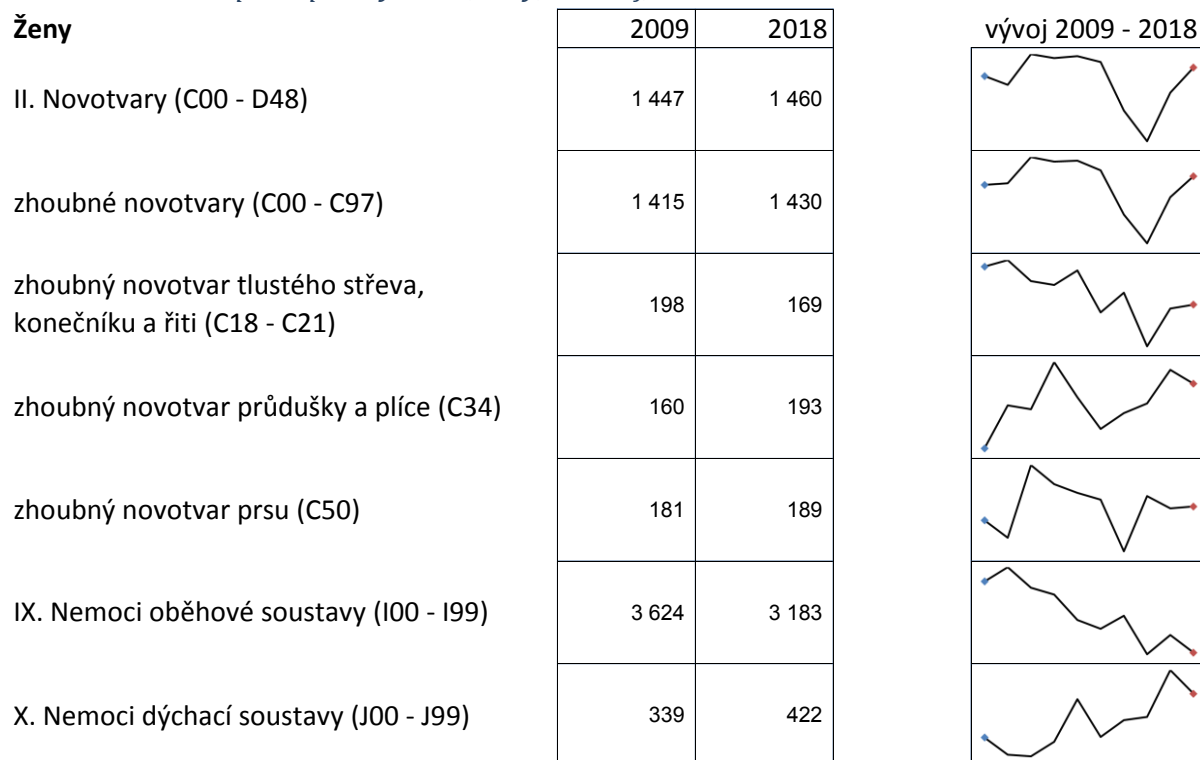 Ženy 2009 2018 vývoj 2009 - 2018
II. Novotvary (C00 - D48) 1 447 1 460
zhoubné novotvary (C00 - C97) 1 415 1 430
zhoubný novotvar tlustého střeva,
konečníku a řiti (C18 - C21) 198 169
zhoubný novotvar průdušky a plíce (C34) 160 193
zhoubný novotvar prsu (C50) 181 189
IX. Nemoci oběhové soustavy (I00 - I99) 3 624 3 183
X. Nemoci dýchací soustavy (J00 - J99) 339 422